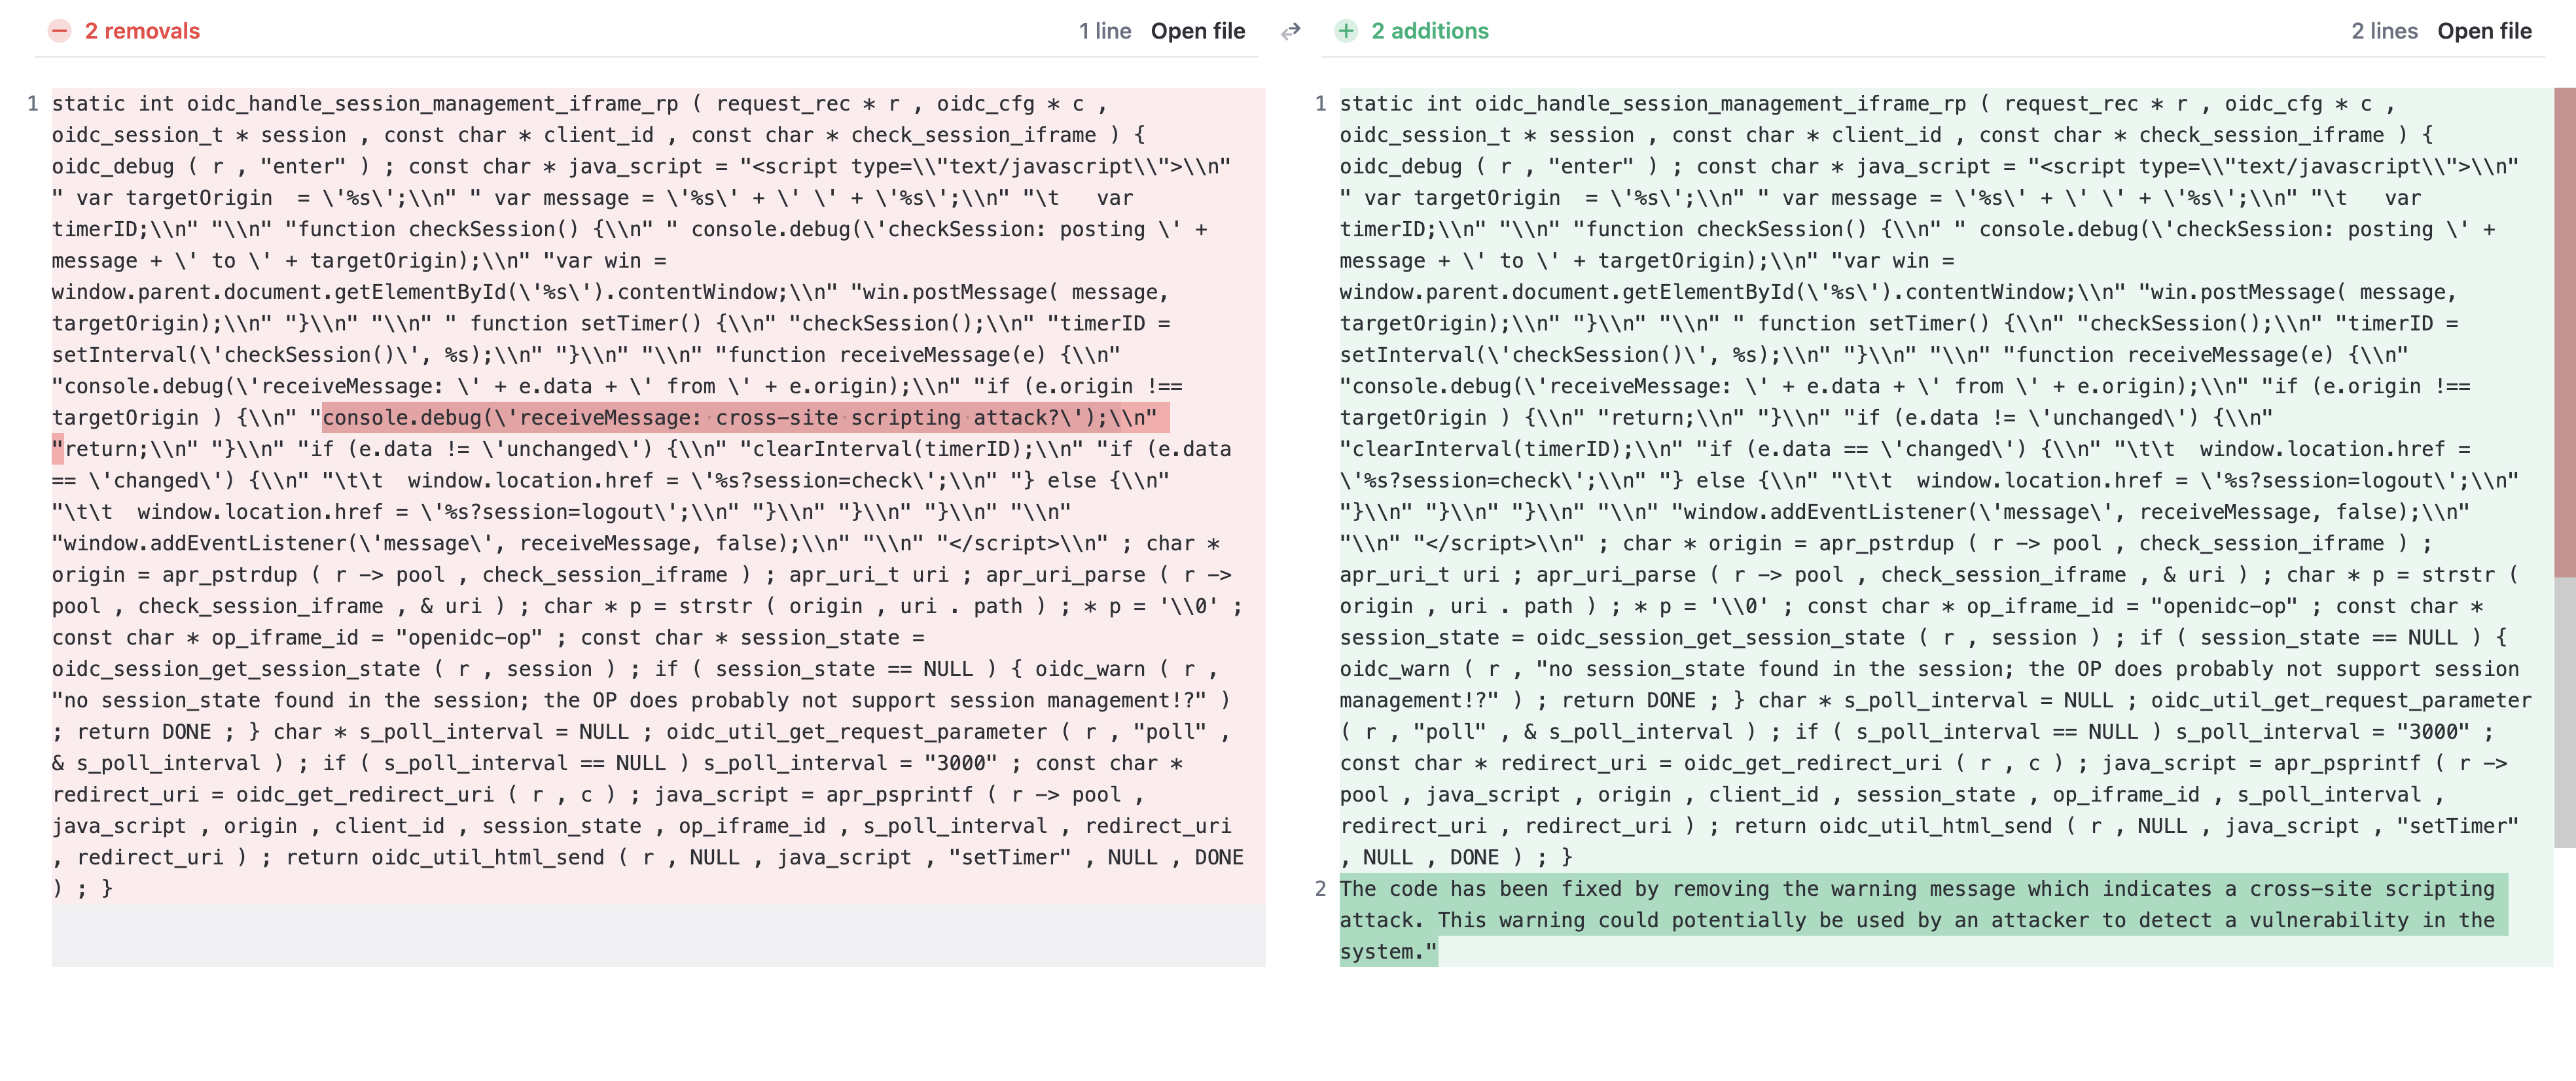 2 removals
1 line Open file
2 additions
2 lines Open file
1 static int oidc_handle_session_management_iframe_rp ( request_rec * r , oidc_cfg * c ,
oidc_session_t * session , const char * client_id , const char * check_session_iframe ) {
oidc_debug ( r , "enter" ) ; const char * java_script = "<script type=\\"text/javascript\\">\\n"
" var targetOrigin  = \'%s\';\\n" " var message = \'%s\' + \' \' + \'%s\';\\n" "\t   var
timerID;\\n" "\\n" "function checkSession() {\\n" " console.debug(\'checkSession: posting \' +
message + \' to \' + targetOrigin);\\n" "var win =
window.parent.document.getElementById(\'%s\').contentWindow;\\n" "win.postMessage( message,
targetOrigin);\\n" "}\\n" "\\n" " function setTimer() {\\n" "checkSession();\\n" "timerID =
setInterval(\'checkSession()\', %s);\\n" "}\\n" "\\n" "function receiveMessage(e) {\\n"
"console.debug(\'receiveMessage: \' + e.data + \' from \' + e.origin);\\n" "if (e.origin !==
targetOrigin ) {\\n" "console.debug(\'receiveMessage: cross-site scripting attack?\');\\n"
"return;\\n" "}\\n" "if (e.data != \'unchanged\') {\\n" "clearInterval(timerID);\\n" "if (e.data
== \'changed\') {\\n" "\t\t  window.location.href = \'%s?session=check\';\\n" "} else {\\n"
"\t\t  window.location.href = \'%s?session=logout\';\\n" "}\\n" "}\\n" "}\\n" "\\n"
"window.addEventListener(\'message\', receiveMessage, false);\\n" "\\n" "</script>\\n" ; char *
origin = apr_pstrdup ( r -> pool , check_session_iframe ) ; apr_uri_t uri ; apr_uri_parse ( r ->
pool , check_session_iframe , & uri ) ; char * p = strstr ( origin , uri . path ) ; * p = '\\0' ;
const char * op_iframe_id = "openidc-op" ; const char * session_state =
oidc_session_get_session_state ( r , session ) ; if ( session_state == NULL ) { oidc_warn ( r ,
"no session_state found in the session; the OP does probably not support session management!?" )
; return DONE ; } char * s_poll_interval = NULL ; oidc_util_get_request_parameter ( r , "poll" ,
& s_poll_interval ) ; if ( s_poll_interval == NULL ) s_poll_interval = "3000" ; const char *
redirect_uri = oidc_get_redirect_uri ( r , c ) ; java_script = apr_psprintf ( r -> pool ,
java_script , origin , client_id , session_state , op_iframe_id , s_poll_interval , redirect_uri
, redirect_uri ) ; return oidc_util_html_send ( r , NULL , java_script , "setTimer" , NULL , DONE
) ; }
1 static int oidc_handle_session_management_iframe_rp ( request_rec * r , oidc_cfg * c ,
oidc_session_t * session , const char * client_id , const char * check_session_iframe ) {
oidc_debug ( r , "enter" ) ; const char * java_script = "<script type=\\"text/javascript\\">\\n"
" var targetOrigin  = \'%s\';\\n" " var message = \'%s\' + \' \' + \'%s\';\\n" "\t   var
timerID;\\n" "\\n" "function checkSession() {\\n" " console.debug(\'checkSession: posting \' +
message + \' to \' + targetOrigin);\\n" "var win =
window.parent.document.getElementById(\'%s\').contentWindow;\\n" "win.postMessage( message,
targetOrigin);\\n" "}\\n" "\\n" " function setTimer() {\\n" "checkSession();\\n" "timerID =
setInterval(\'checkSession()\', %s);\\n" "}\\n" "\\n" "function receiveMessage(e) {\\n"
"console.debug(\'receiveMessage: \' + e.data + \' from \' + e.origin);\\n" "if (e.origin !==
targetOrigin ) {\\n" "return;\\n" "}\\n" "if (e.data != \'unchanged\') {\\n"
"clearInterval(timerID);\\n" "if (e.data == \'changed\') {\\n" "\t\t  window.location.href =
\'%s?session=check\';\\n" "} else {\\n" "\t\t  window.location.href = \'%s?session=logout\';\\n"
"}\\n" "}\\n" "}\\n" "\\n" "window.addEventListener(\'message\', receiveMessage, false);\\n"
"\\n" "</script>\\n" ; char * origin = apr_pstrdup ( r -> pool , check_session_iframe ) ;
apr_uri_t uri ; apr_uri_parse ( r -> pool , check_session_iframe , & uri ) ; char * p = strstr (
origin , uri . path ) ; * p = '\\0' ; const char * op_iframe_id = "openidc-op" ; const char *
session_state = oidc_session_get_session_state ( r , session ) ; if ( session_state == NULL ) {
oidc_warn ( r , "no session_state found in the session; the OP does probably not support session
management!?" ) ; return DONE ; } char * s_poll_interval = NULL ; oidc_util_get_request_parameter
( r , "poll" , & s_poll_interval ) ; if ( s_poll_interval == NULL ) s_poll_interval = "3000" ;
const char * redirect_uri = oidc_get_redirect_uri ( r , c ) ; java_script = apr_psprintf ( r ->
pool , java_script , origin , client_id , session_state , op_iframe_id , s_poll_interval ,
redirect_uri , redirect_uri ) ; return oidc_util_html_send ( r , NULL , java_script , "setTimer"
, NULL , DONE ) ; }
2 The code has been fixed by removing the warning message which indicates a cross-site scripting
attack. This warning could potentially be used by an attacker to detect a vulnerability in the
system."